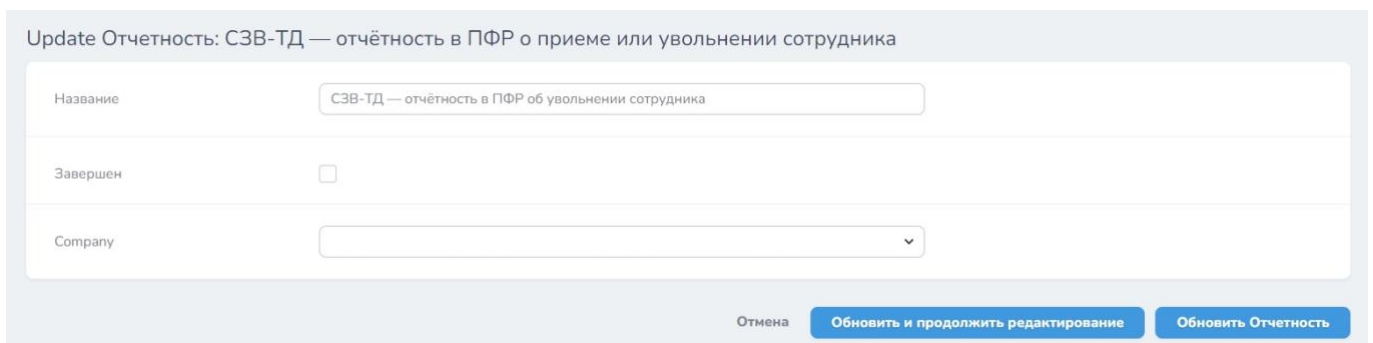 Update Отчетность: СЗВ-ТД — отчётность в ПФР о приеме или увольнении сотрудника
Название
СЗВ-ТД — отчётность в ПФР об увольнении сотрудника
Завершен
Company
Отмена
Обновить и продолжить редактирование
Обновить Отчетность